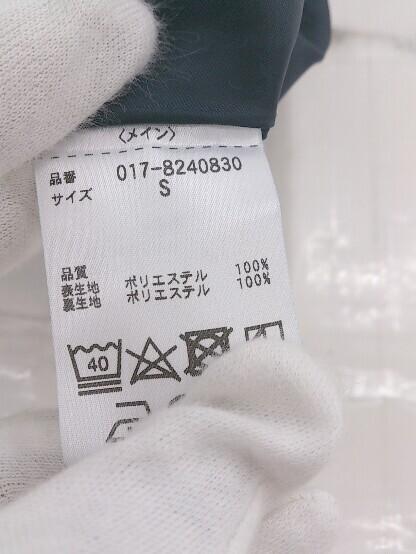 〈メイン〉
品番 017-8240830
サイズ S
品質
表生地 ポリエステル 100%
裏生地 ポリエステル 100%
40